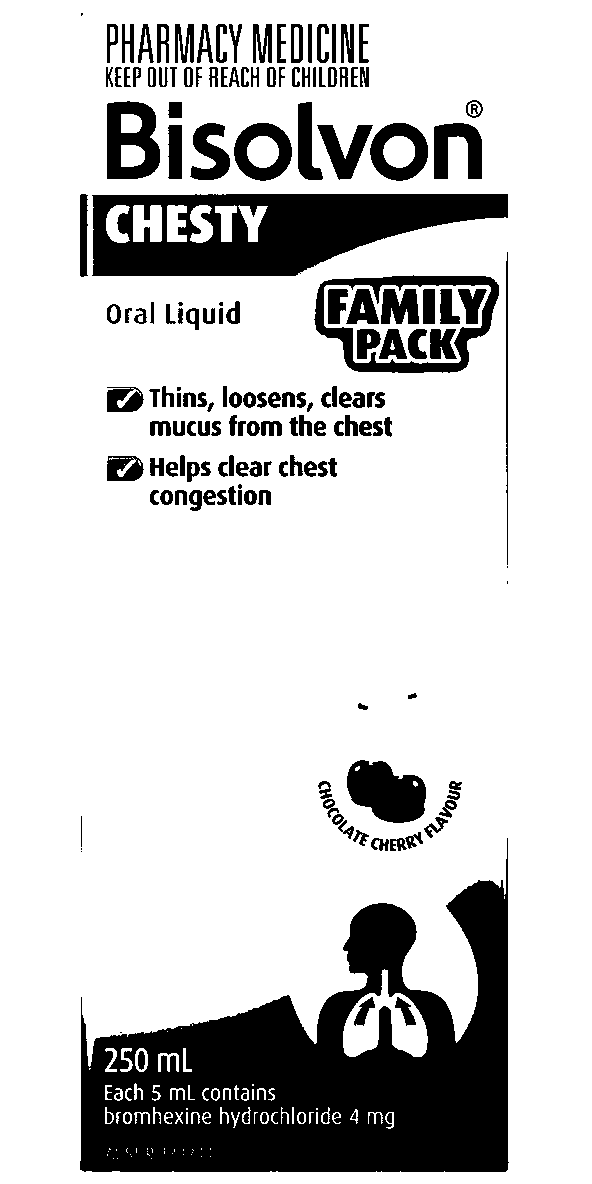 PHARMACY MEDICINE
KEEP OUT OF REACH OF CHILDREN
Bisolvon®
CHESTY
Oral Liquid
FAMILY
PACK
Thins, loosens, clears
mucus from the chest
Helps clear chest
congestion
CHOCOLATE CHERRY FLAVOUR
250 mL
Each 5 mL contains
bromhexine hydrochloride 4 mg